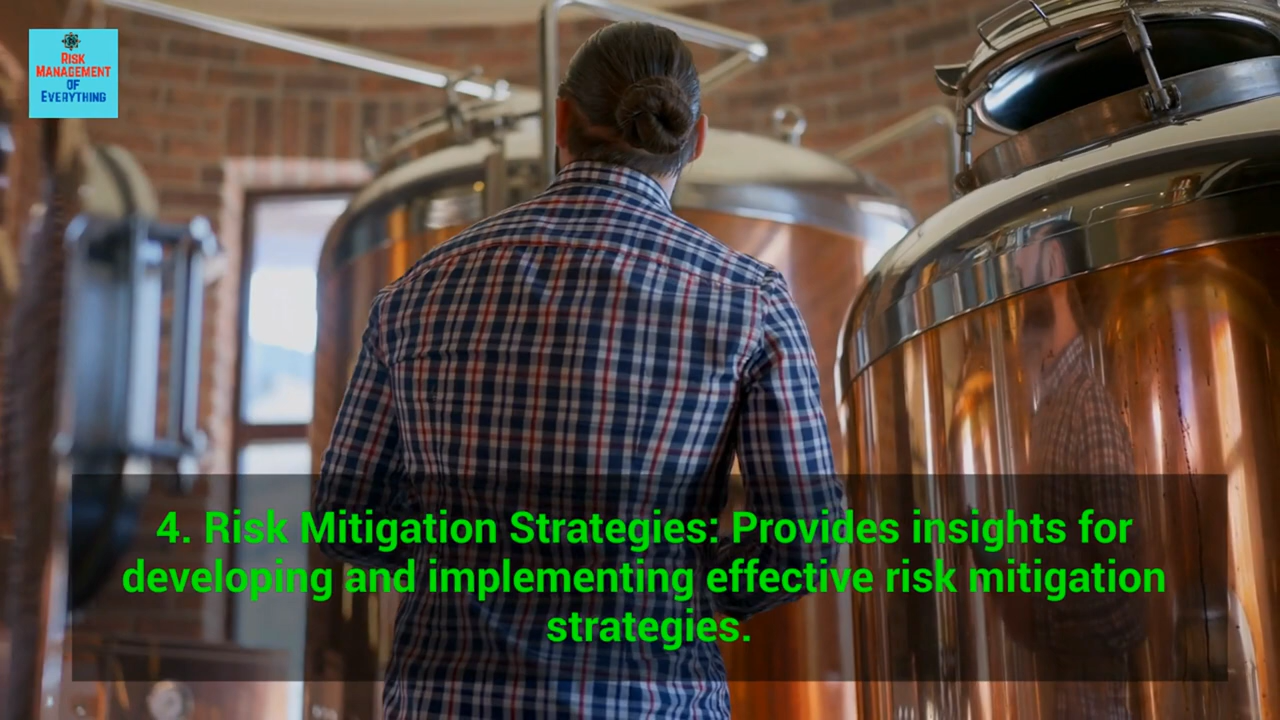 RISK
MANAGEMENT
OF
EVERYTHING
4. Risk Mitigation Strategies: Provides insights for
developing and implementing effective risk mitigation
strategies.